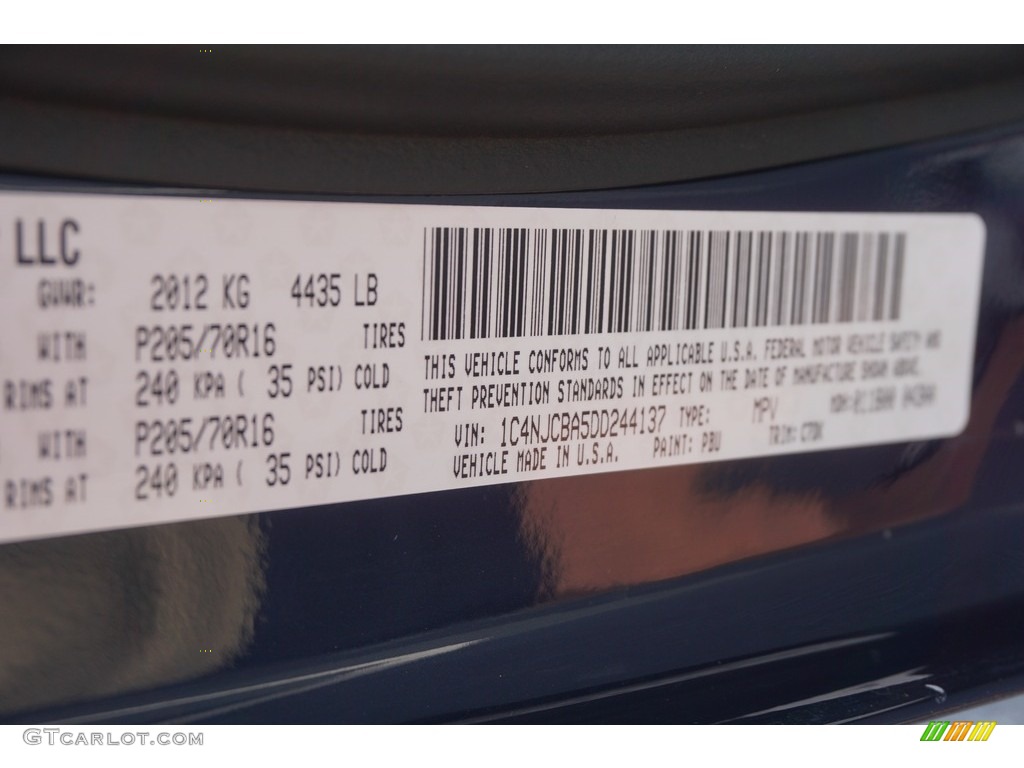 LLC
GVWR: 2012 KG 4435 LB
WITH P205/70R16 TIRES
RIMS AT 240 KPA ( 35 PSI) COLD
WITH P205/70R16 TIRES
RIMS AT 240 KPA ( 35 PSI) COLD
THIS VEHICLE CONFORMS TO ALL APPLICABLE U.S.A. FEDERAL MOTOR VEHICLE SAFETY AND
THEFT PREVENTION STANDARDS IN EFFECT ON THE DATE OF MANUFACTURE SHOWN ABOVE.
VIN: 1C4NJCBA5DD244137 TYPE: MPV MDH:
VEHICLE MADE IN U.S.A. PAINT: PBU TRIM:
GTCARLOT.COM